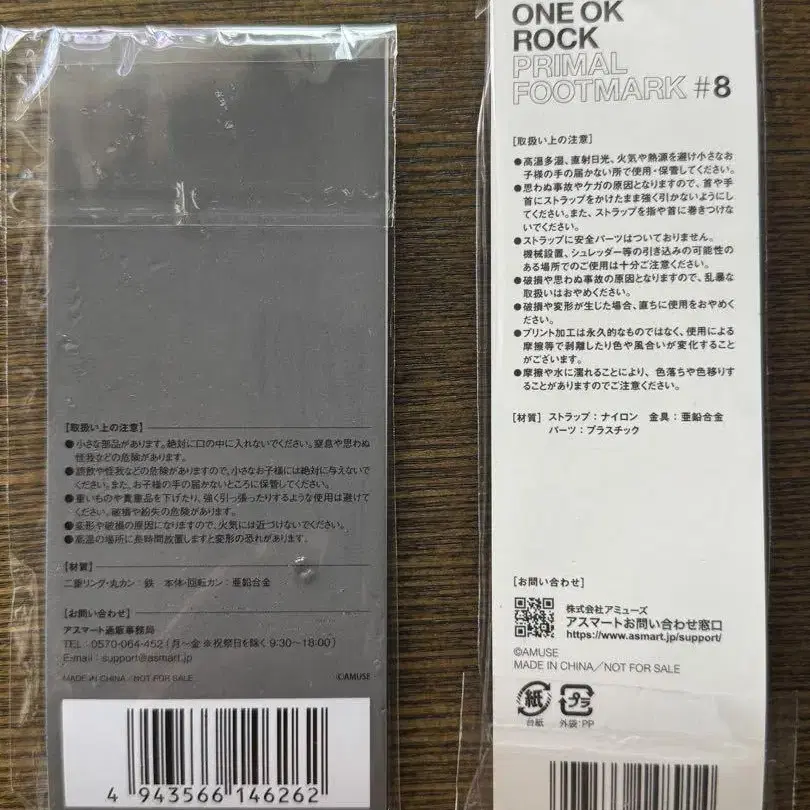 【取扱い上の注意】
●小さな部品があります。絶対に口の中に入れないでください。窒息や思わぬ
怪我などの危険があります。
●誤飲や怪我などの危険がありますので、小さなお子様には絶対に与えないで
ください。また、お子様の手の届かないところに保管してください。
●重いものや貴重品を下げたり、強く引っ張ったりするような使用は避けて
ください。破損や紛失の危険があります。
●変形や破損の原因になりますので、火気には近づけないでください。
●高温の場所に長時間放置しますと変形の恐れがあります。
【材質】
二重リング・丸カン：鉄 本体・回転カン：亜鉛合金
【お問い合わせ】
アスマート通販事務局
TEL：0570-064-452（月～金 ※祝祭日を除く 9:30～18:00）
E-mail：support@asmart.jp
MADE IN CHINA／NOT FOR SALE ©AMUSE
4 943566 146262
ONE OK
ROCK
PRIMAL
FOOTMARK #8
［取扱い上の注意］
●高温多湿、直射日光、火気や熱源を避け小さなお
子様の手の届かない所で使用・保管してください。
●思わぬ事故やケガの原因となりますので、首や手
首にストラップをかけたまま強く引かないようにし
てください。また、ストラップを指や首に巻きつけな
いでください。
●ストラップに安全パーツはついておりません。
機械設置、シュレッダー等の引き込みの可能性の
ある場所でのご使用は十分ご注意ください。
●破損や思わぬ事故の原因となりますので、乱暴な
取扱いはおやめください。
●破損や変形が生じた場合、直ちに使用をおやめく
ださい。
●プリント加工は永久的なものではなく、使用による
摩擦等で剥離したり色や風合いが変化すること
がございます。
●摩擦や水に濡れることにより、色落ちや色移りす
ることがありますのでご注意ください。
［材質］ストラップ：ナイロン 金具：亜鉛合金
パーツ：プラスチック
［お問い合わせ］
株式会社アミューズ
アスマートお問い合わせ窓口
https://www.asmart.jp/support/
©AMUSE
MADE IN CHINA／NOT FOR SALE
紙 プラ
台紙 外袋：PP